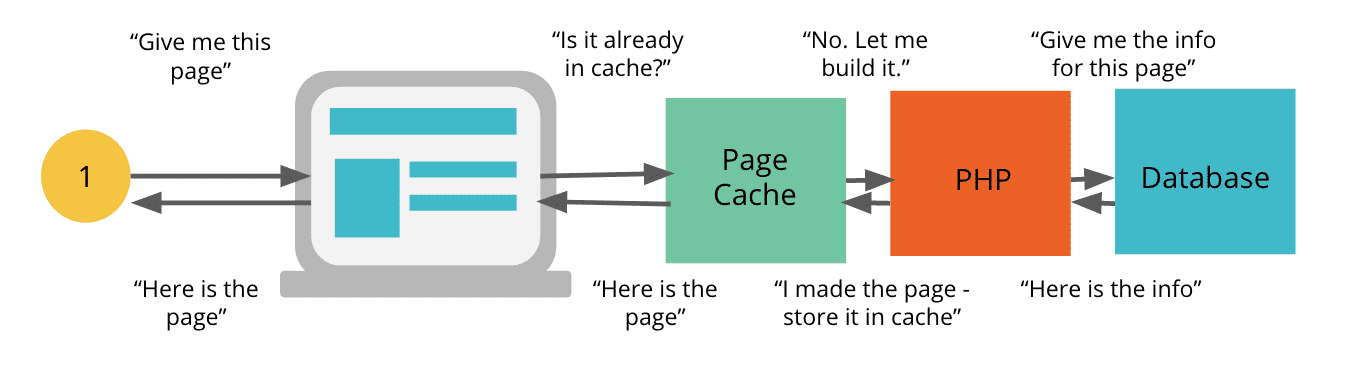 “Give me this
page”
“Is it already
in cache?”
“No. Let me
build it.”
“Give me the info
for this page”
1
Page
Cache
PHP
Database
“Here is the
page”
“Here is the
page”
“I made the page -
store it in cache”
“Here is the info”